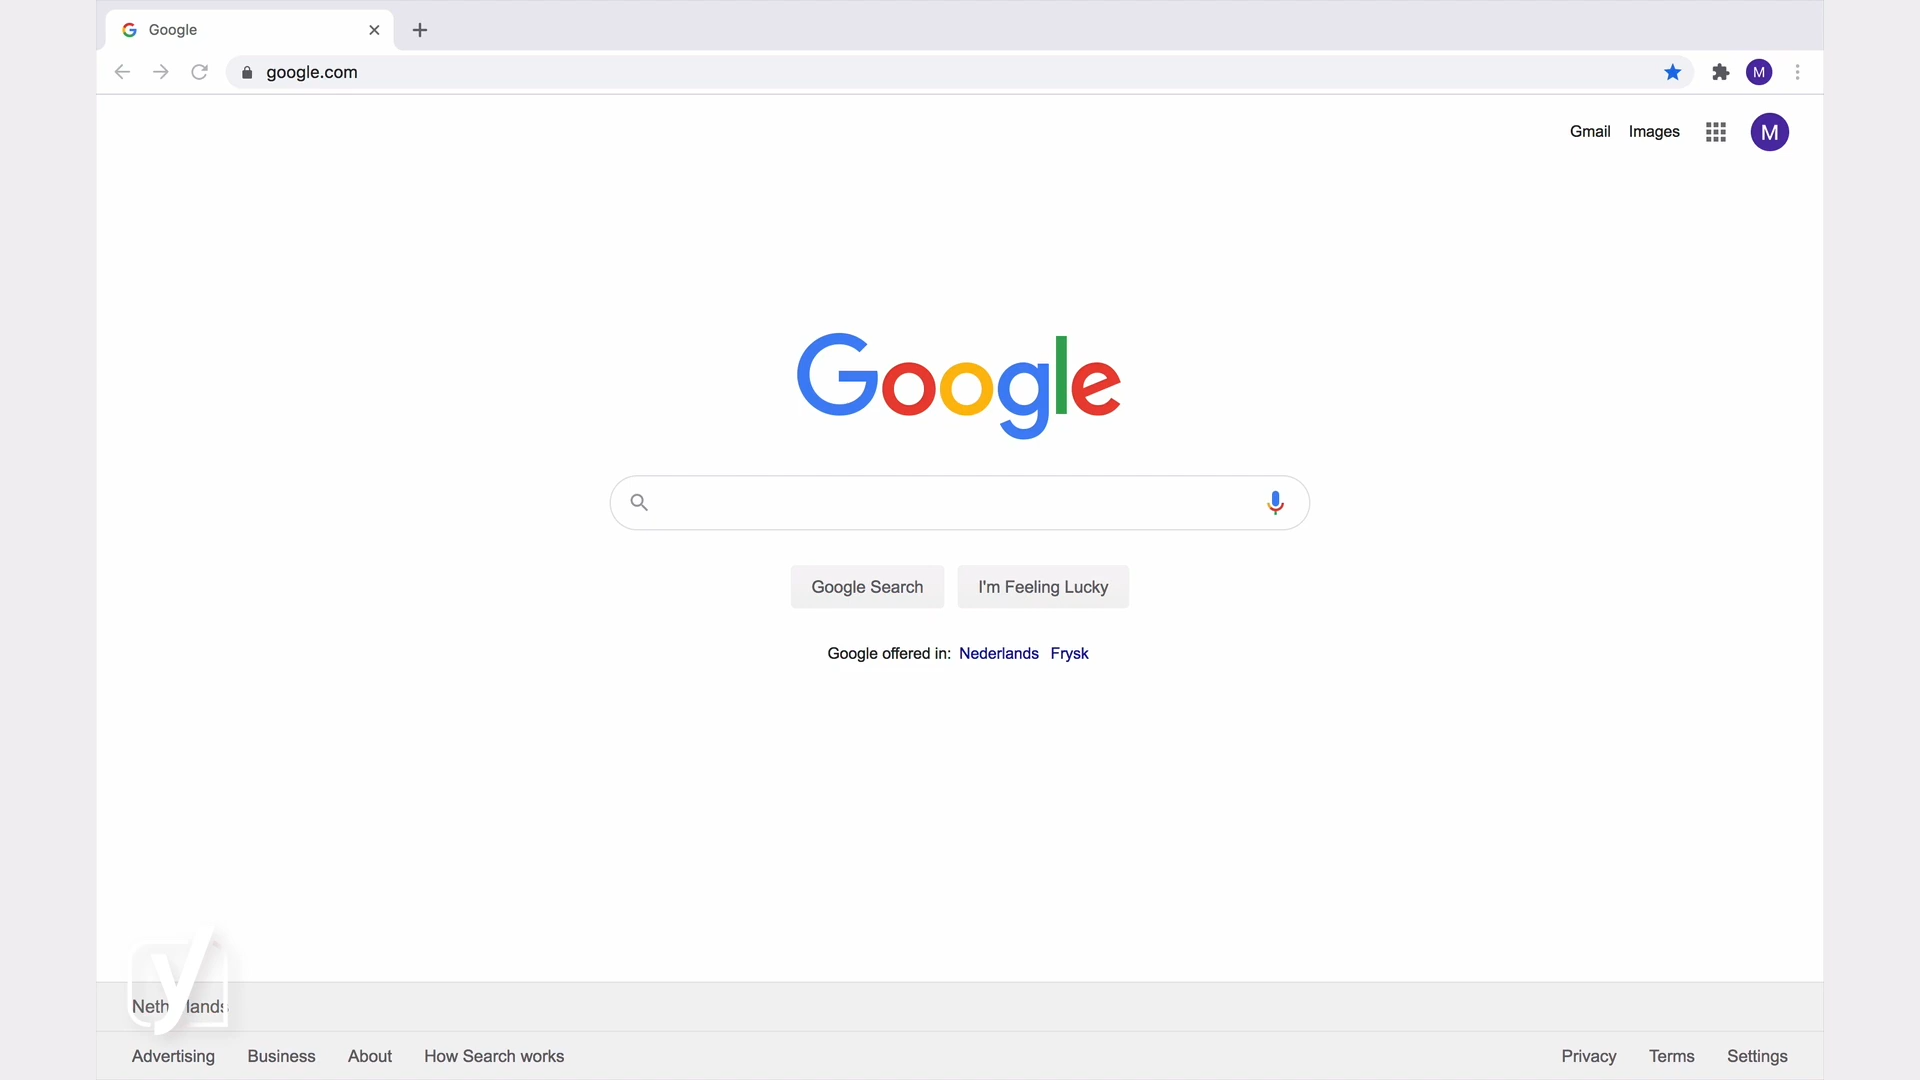 Google
google.com
M
Gmail Images
M
Google
Google Search I'm Feeling Lucky
Google offered in: Nederlands Frysk
y
Advertising Business About How Search works
Privacy Terms Settings